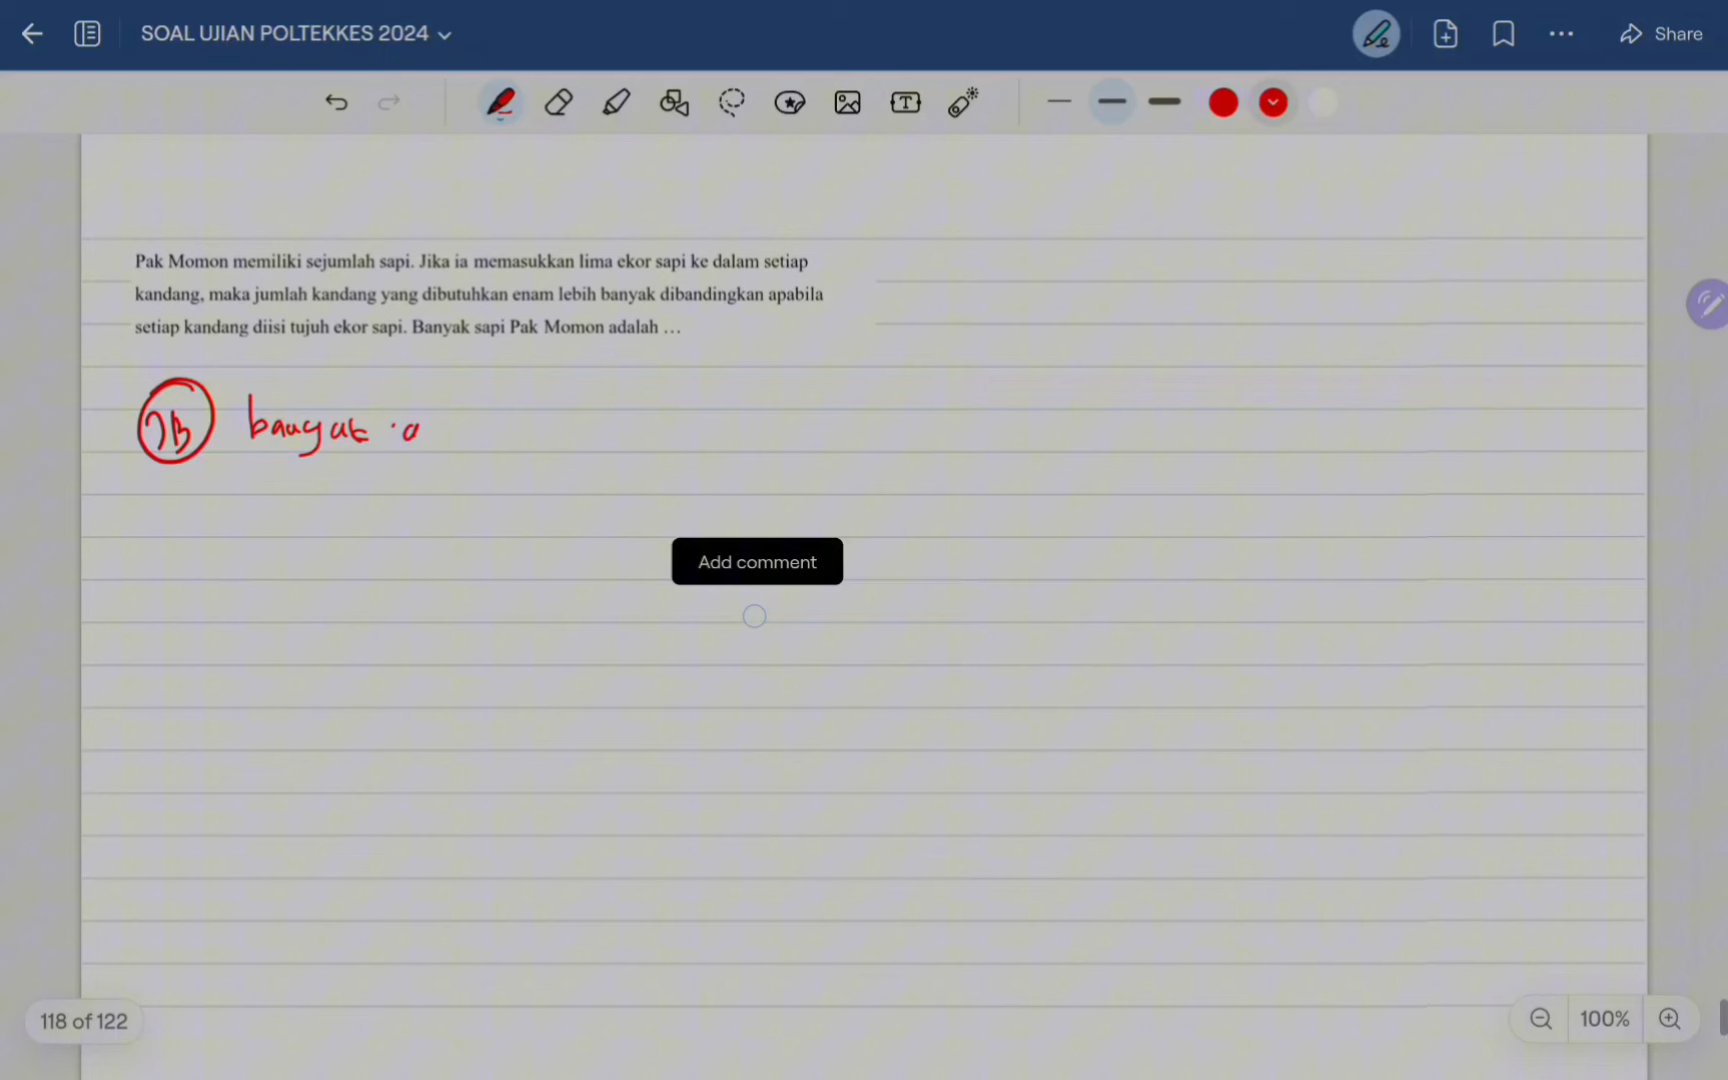 SOAL UJIAN POLTEKKES 2024
Share
Pak Momon memiliki sejumlah sapi. Jika ia memasukkan lima ekor sapi ke dalam setiap
kandang, maka jumlah kandang yang dibutuhkan enam lebih banyak dibandingkan apabila
setiap kandang diisi tujuh ekor sapi. Banyak sapi Pak Momon adalah …
banyak
Add comment
118 of 122
100%